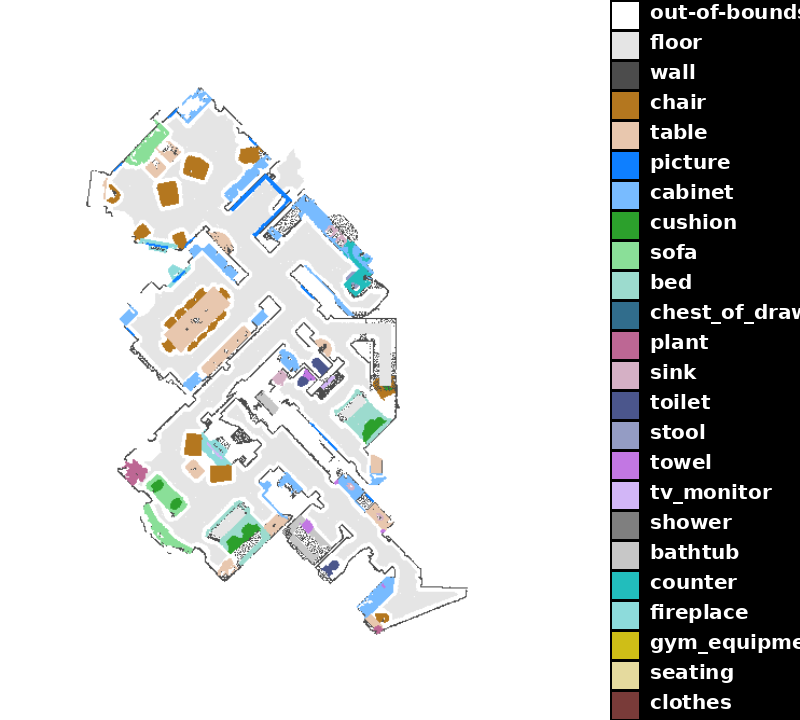 out-of-bounds
floor
wall
chair
table
picture
cabinet
cushion
sofa
bed
chest_of_draw
plant
sink
toilet
stool
towel
tv_monitor
shower
bathtub
counter
fireplace
gym_equipme
seating
clothes